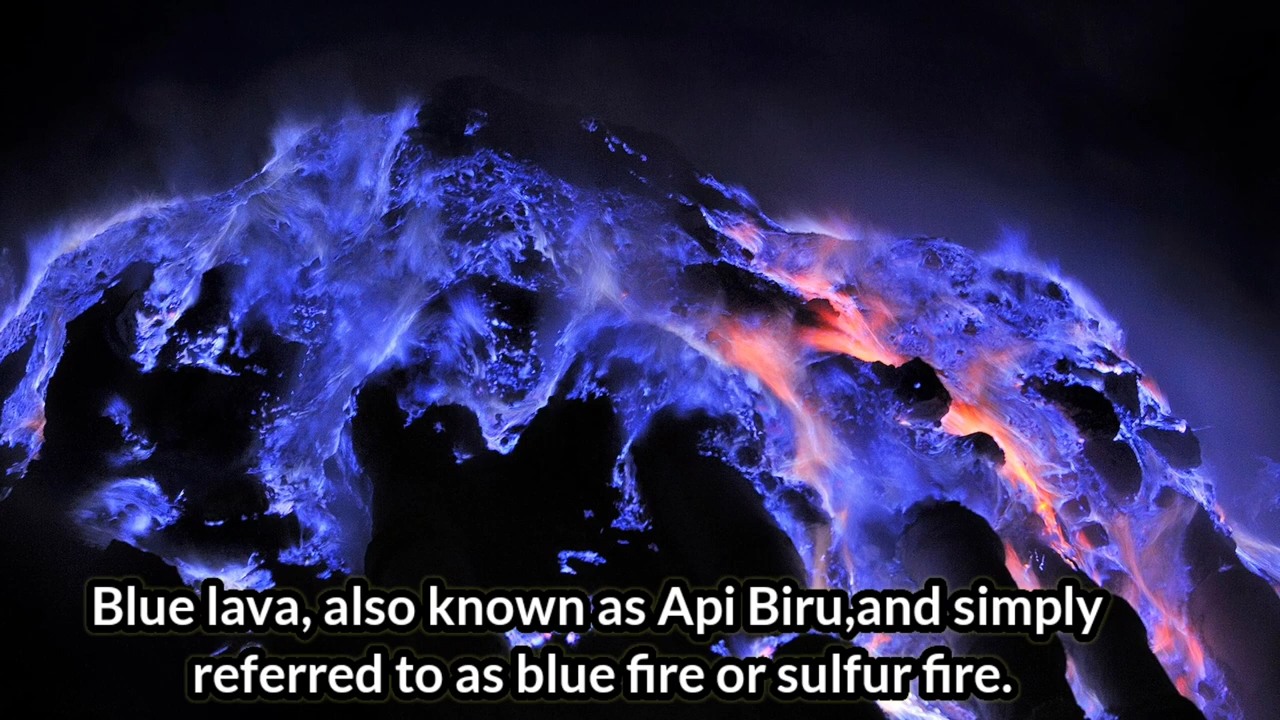 Blue lava, also known as Api Biru,and simply
referred to as blue fire or sulfur fire.